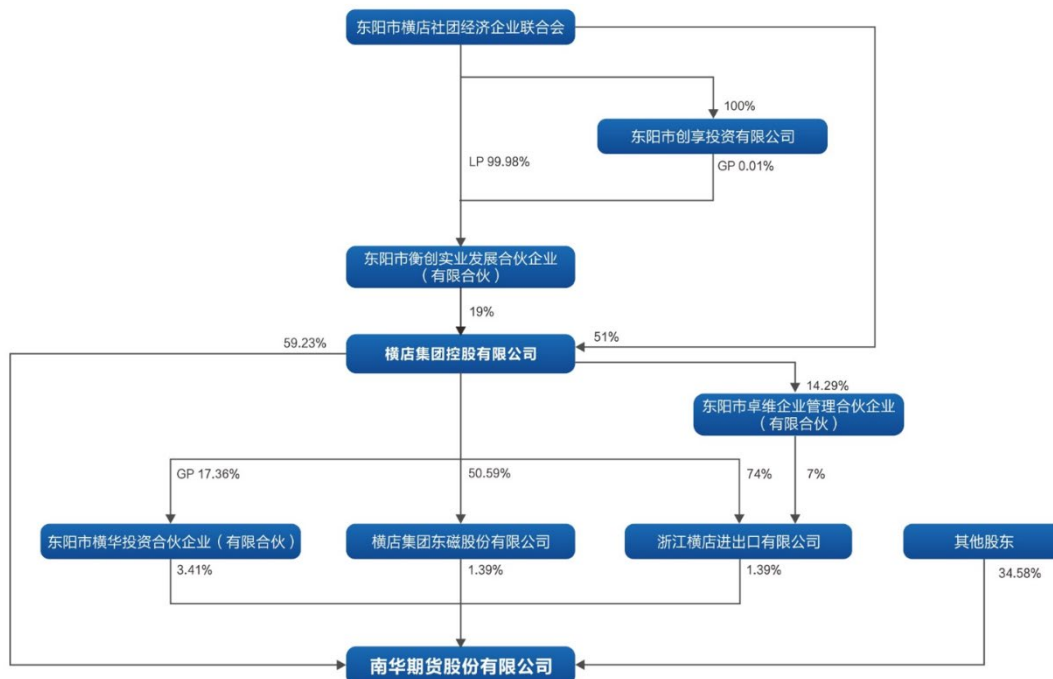 东阳市横店社团经济企业联合会
100%
东阳市创享投资有限公司
LP 99.98%
GP 0.01%
东阳市衡创实业发展合伙企业
（有限合伙）
19%
59.23%
横店集团控股有限公司
51%
14.29%
东阳市卓维企业管理合伙企业
（有限合伙）
GP 17.36%
50.59%
74%
7%
东阳市横华投资合伙企业（有限合伙）
横店集团东磁股份有限公司
浙江横店进出口有限公司
其他股东
3.41%
1.39%
1.39%
34.58%
南华期货股份有限公司